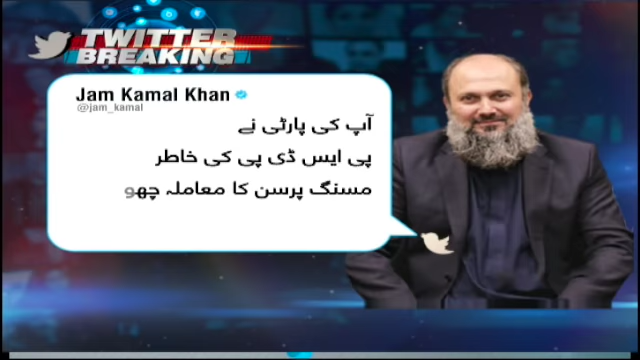 TWITTER
BREAKING
Jam Kamal Khan
@jam_kamal
آپ کی پارٹی نے
پی ایس ڈی پی کی خاطر
مسنگ پرسن کا معاملہ چھو